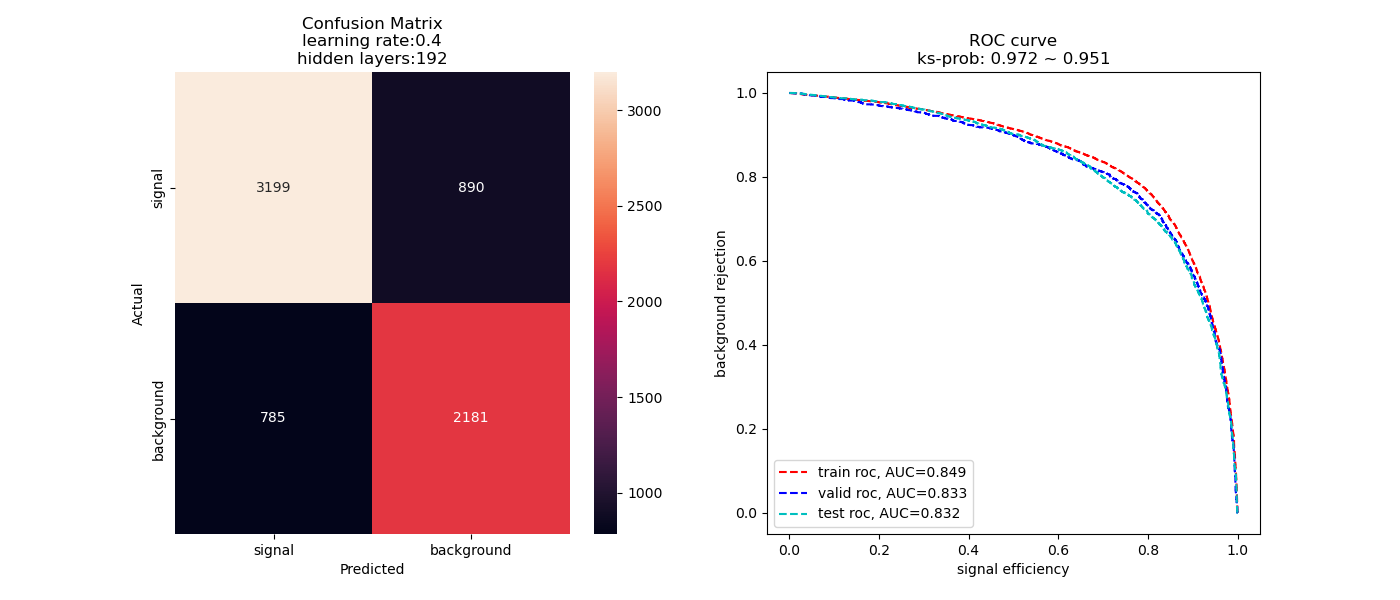 Confusion Matrix
learning rate:0.4
hidden layers:192
signal
background
Actual
3199
890
785
2181
signal
background
Predicted
3000
2500
2000
1500
1000
ROC curve
ks-prob: 0.972 ~ 0.951
background rejection
1.0
0.8
0.6
0.4
0.2
0.0
train roc, AUC=0.849
valid roc, AUC=0.833
test roc, AUC=0.832
0.0
0.2
0.4
0.6
0.8
1.0
signal efficiency